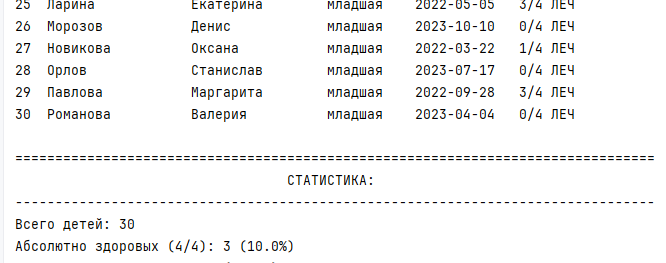 25 Ларина Екатерина младшая 2022-05-05 3/4 ЛЕЧ
26 Морозов Денис младшая 2023-10-10 0/4 ЛЕЧ
27 Новикова Оксана младшая 2022-03-22 1/4 ЛЕЧ
28 Орлов Станислав младшая 2023-07-17 0/4 ЛЕЧ
29 Павлова Маргарита младшая 2022-09-28 3/4 ЛЕЧ
30 Романова Валерия младшая 2023-04-04 0/4 ЛЕЧ
================================================================================
СТАТИСТИКА:
--------------------------------------------------------------------------------
Всего детей: 30
Абсолютно здоровых (4/4): 3 (10.0%)